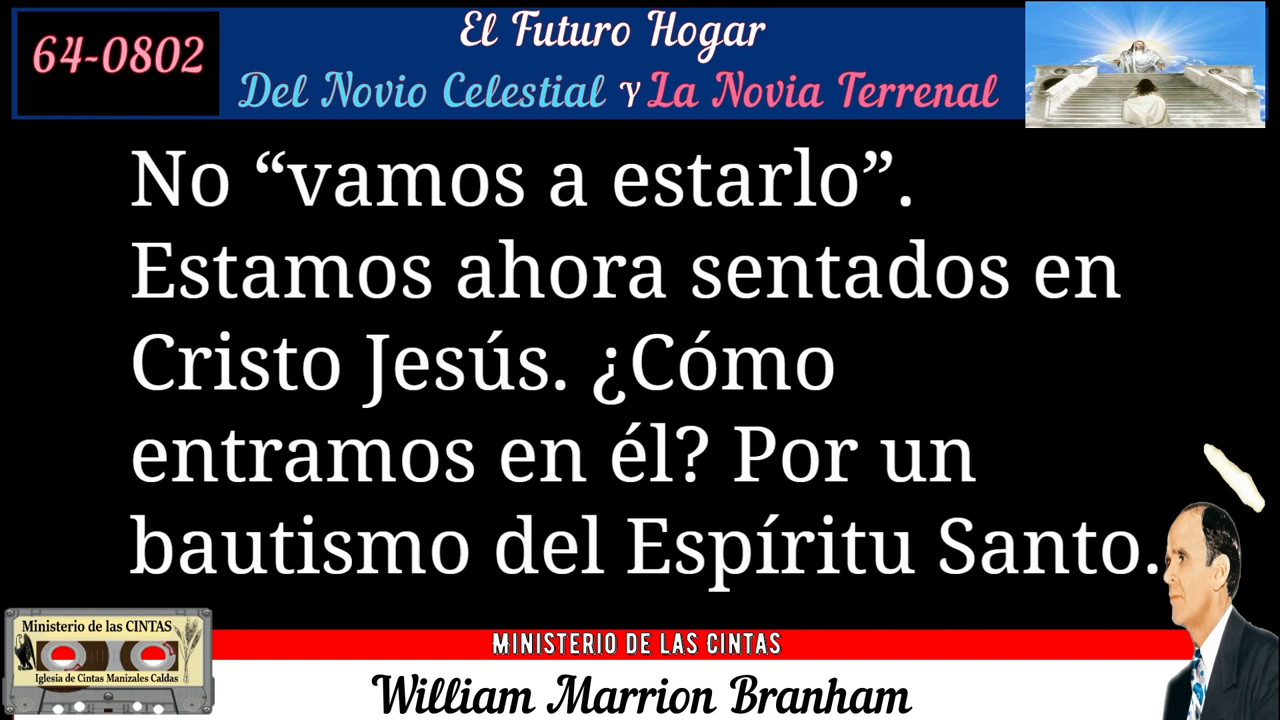 64-0802
El Futuro Hogar
Del Novio Celestial Y La Novia Terrenal
No “vamos a estarlo”.
Estamos ahora sentados en
Cristo Jesús. ¿Cómo
entramos en él? Por un
bautismo del Espíritu Santo.
Ministerio de las CINTAS
Iglesia de Cintas Manizales Caldas
MINISTERIO DE LAS CINTAS
William Marrion Branham